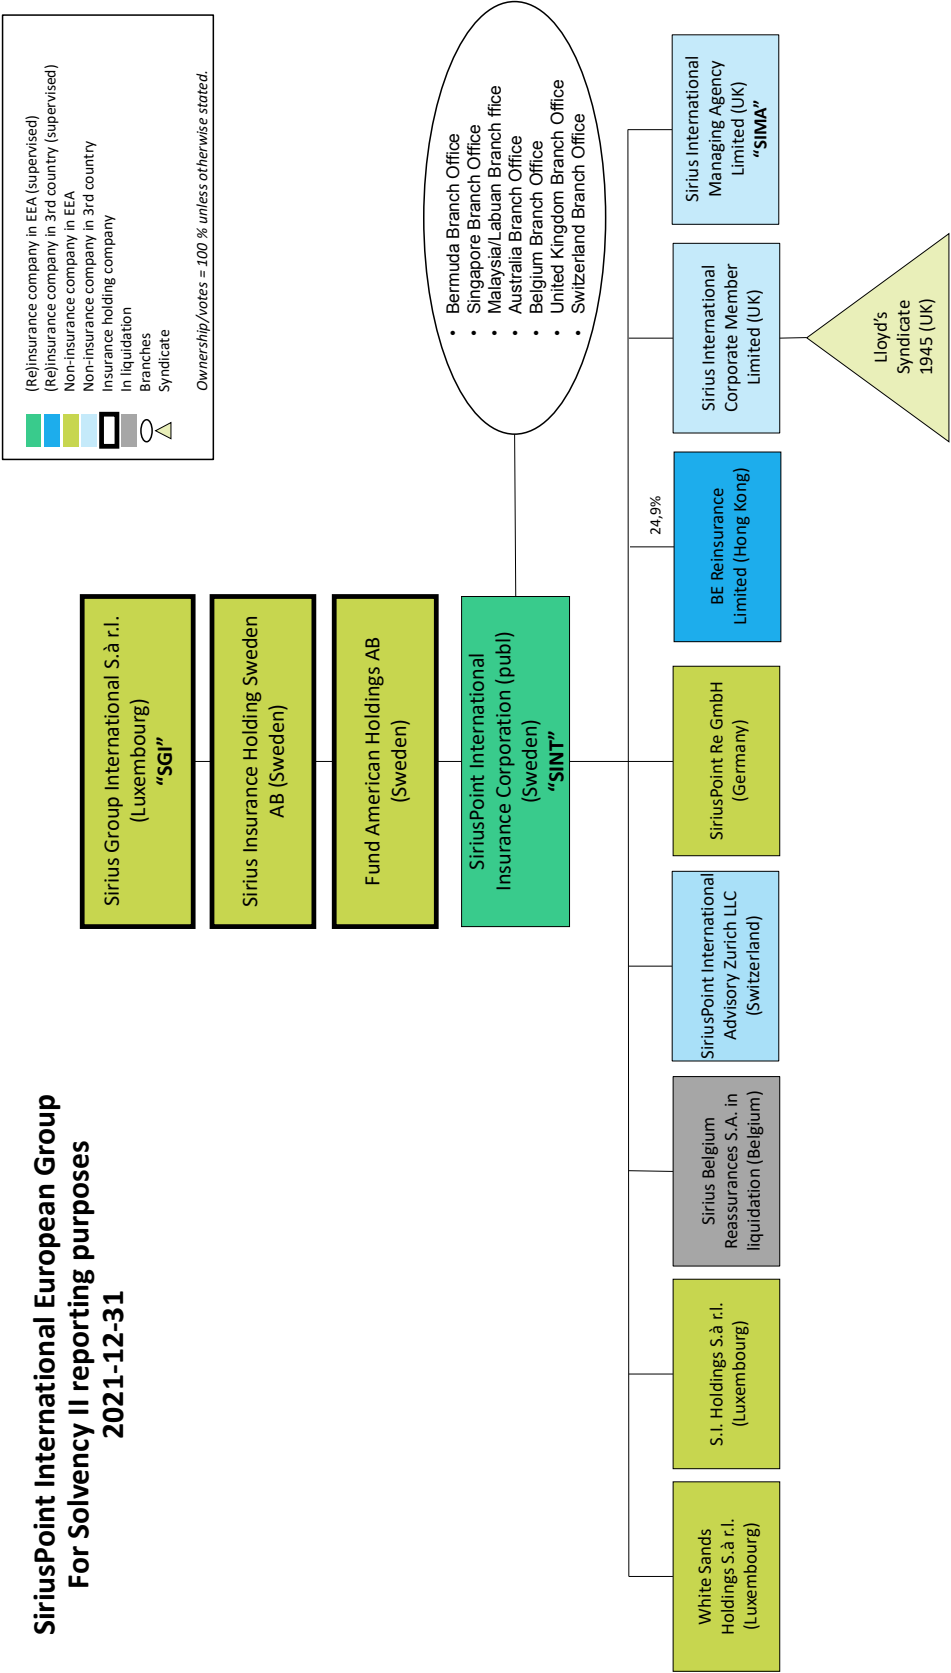 SiriusPoint International European Group
For Solvency II reporting purposes
2021-12-31
(Re)insurance company in EEA (supervised)
(Re)insurance company in 3rd country (supervised)
Non-insurance company in EEA
Non-insurance company in 3rd country
Insurance holding company
In liquidation
Branches
Syndicate
Ownership/votes = 100 % unless otherwise stated.
Sirius Group International S.à r.l.
(Luxembourg)
“SGI”
Sirius Insurance Holding Sweden
AB (Sweden)
Fund American Holdings AB
(Sweden)
SiriusPoint International
Insurance Corporation (publ)
(Sweden)
“SINT”
• Bermuda Branch Office
• Singapore Branch Office
• Malaysia/Labuan Branch ffice
• Australia Branch Office
• Belgium Branch Office
• United Kingdom Branch Office
• Switzerland Branch Office
24,9%
White Sands
Holdings S.à r.l.
(Luxembourg)
S.I. Holdings S.à r.l.
(Luxembourg)
Sirius Belgium
Reassurances S.A. in
liquidation (Belgium)
SiriusPoint International
Advisory Zurich LLC
(Switzerland)
SiriusPoint Re GmbH
(Germany)
BE Reinsurance
Limited (Hong Kong)
Sirius International
Corporate Member
Limited (UK)
Sirius International
Managing Agency
Limited (UK)
“SIMA”
Lloyd’s
Syndicate
1945 (UK)